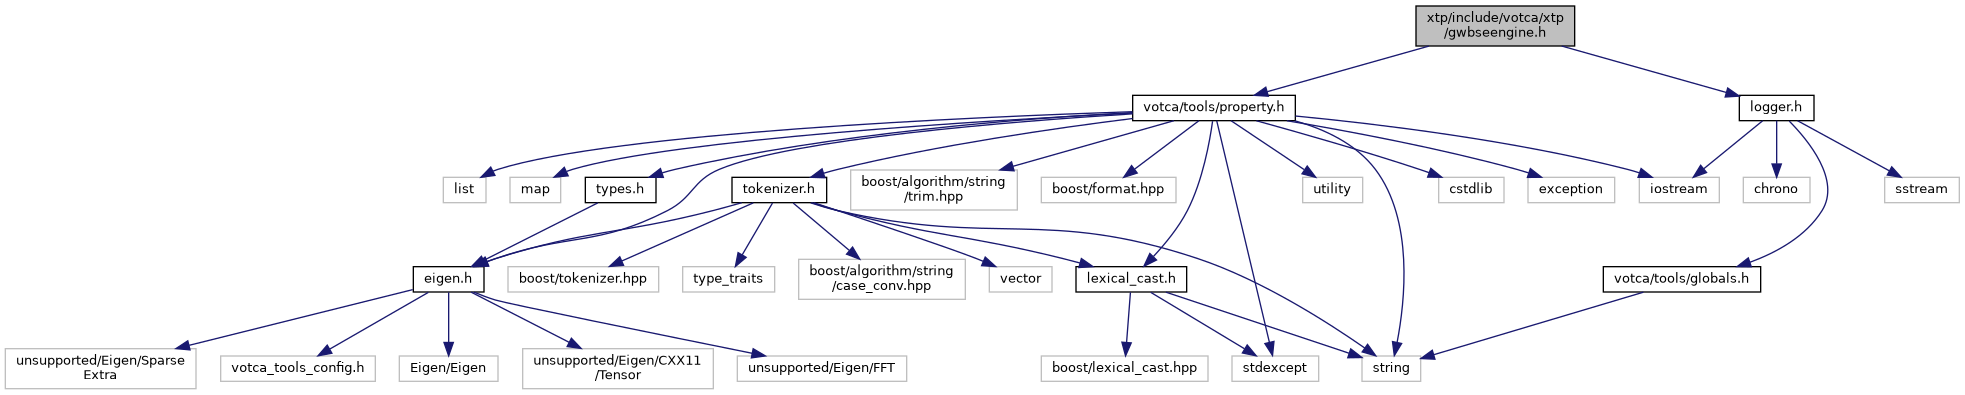 xtp/include/votca/xtp
/gwbseengine.h
votca/tools/property.h
logger.h
list
map
types.h
tokenizer.h
boost/algorithm/string
/trim.hpp
boost/format.hpp
utility
cstdlib
exception
iostream
chrono
sstream
eigen.h
boost/tokenizer.hpp
type_traits
boost/algorithm/string
/case_conv.hpp
vector
lexical_cast.h
votca/tools/globals.h
unsupported/Eigen/Sparse
Extra
votca_tools_config.h
Eigen/Eigen
unsupported/Eigen/CXX11
/Tensor
unsupported/Eigen/FFT
boost/lexical_cast.hpp
stdexcept
string